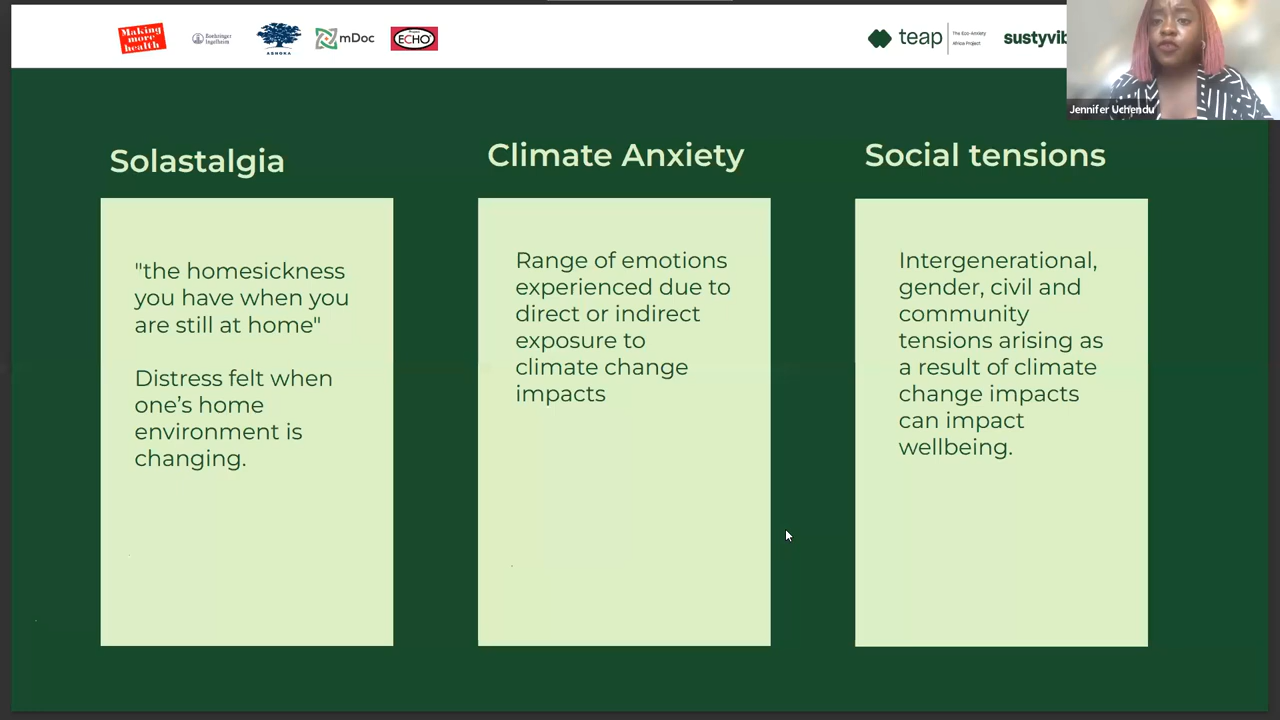 Making
more
health
Boehringer
Ingelheim
ASHOKA
mDoc
ECHO
teap
The Eco-Anxiety
Africa Project
sustyvib
Jennifer Uchendu
Solastalgia
"the homesickness
you have when you
are still at home"
Distress felt when
one’s home
environment is
changing.
Climate Anxiety
Range of emotions
experienced due to
direct or indirect
exposure to
climate change
impacts
Social tensions
Intergenerational,
gender, civil and
community
tensions arising as
a result of climate
change impacts
can impact
wellbeing.